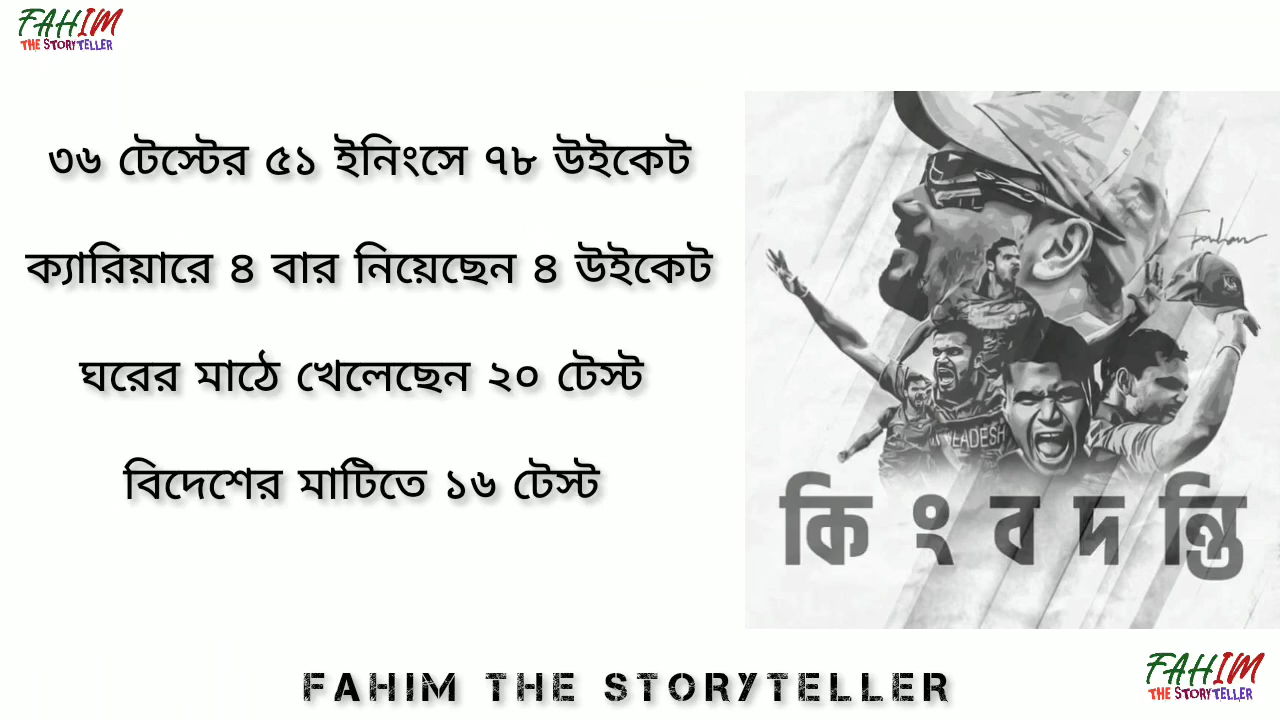 FAHIM
THE STORYTELLER
৩৬ টেস্টের ৫১ ইনিংসে ৭৮ উইকেট
ক্যারিয়ারে ৪ বার নিয়েছেন ৪ উইকেট
ঘরের মাঠে খেলেছেন ২০ টেস্ট
বিদেশের মাটিতে ১৬ টেস্ট
LADESH
কিংবদন্তি
FAHIM THE STORYTELLER
FAHIM
THE STORYTELLER